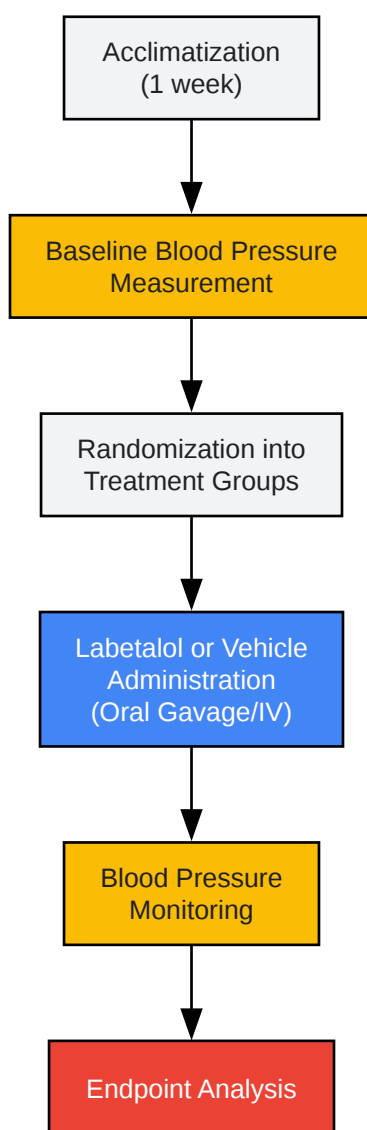 Acclimatization
(1 week)
Baseline Blood Pressure
Measurement
Randomization into
Treatment Groups
Labetalol or Vehicle
Administration
(Oral Gavage/IV)
Blood Pressure
Monitoring
Endpoint Analysis